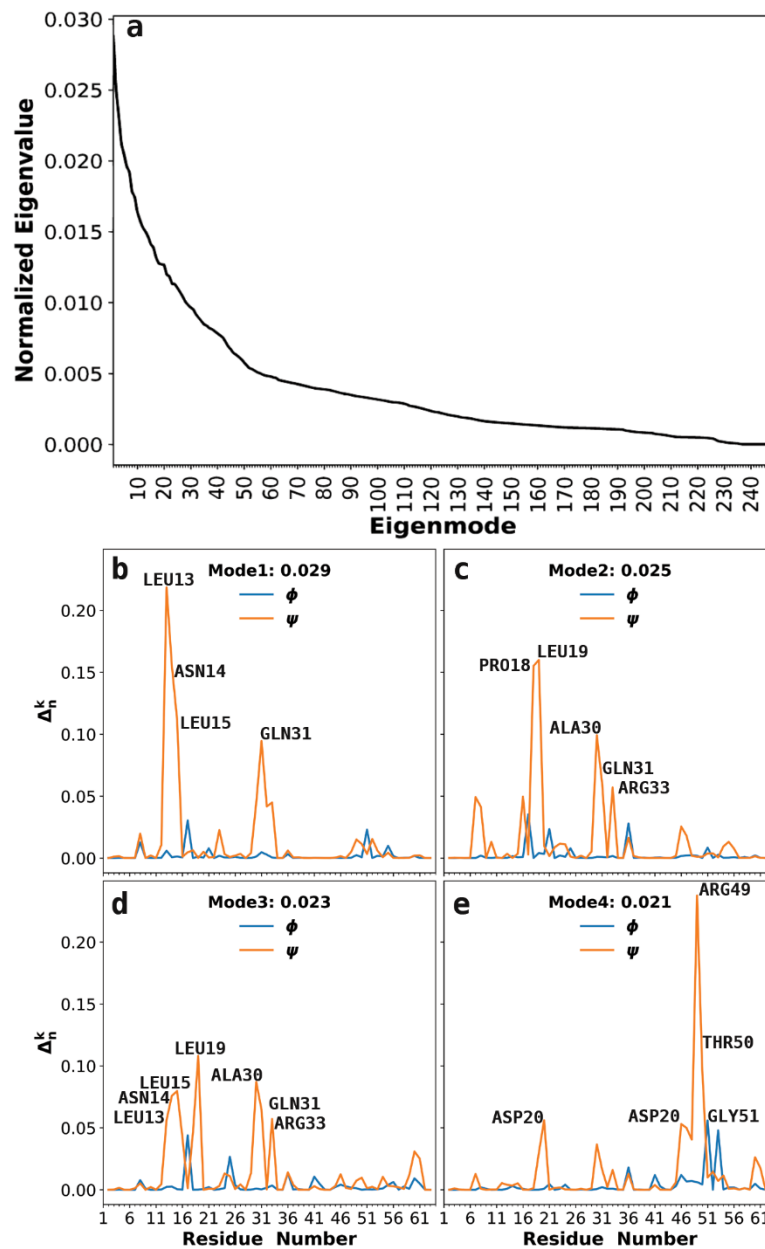 a
0.030
0.025
0.020
0.015
0.010
0.005
0.000
Normalized Eigenvalue
10 20 30 40 50 60 70 80 90 100 110 120 130 140 150 160 170 180 190 200 210 220 230 240
Eigenmode
b
Mode1: 0.029
ϕ
ψ
LEU13
ASN14
LEU15
GLN31
0.20
0.15
0.10
0.05
0.00
Δₙᵏ
c
Mode2: 0.025
ϕ
ψ
PRO18
LEU19
ALA30
GLN31
ARG33
d
Mode3: 0.023
ϕ
ψ
LEU19
LEU15
ALA30
ASN14
GLN31
LEU13
ARG33
0.20
0.15
0.10
0.05
0.00
Δₙᵏ
1 6 11 16 21 26 31 36 41 46 51 56 61
Residue Number
e
Mode4: 0.021
ϕ
ψ
ARG49
THR50
ASP20
ASP20
GLY51
1 6 11 16 21 26 31 36 41 46 51 56 61
Residue Number